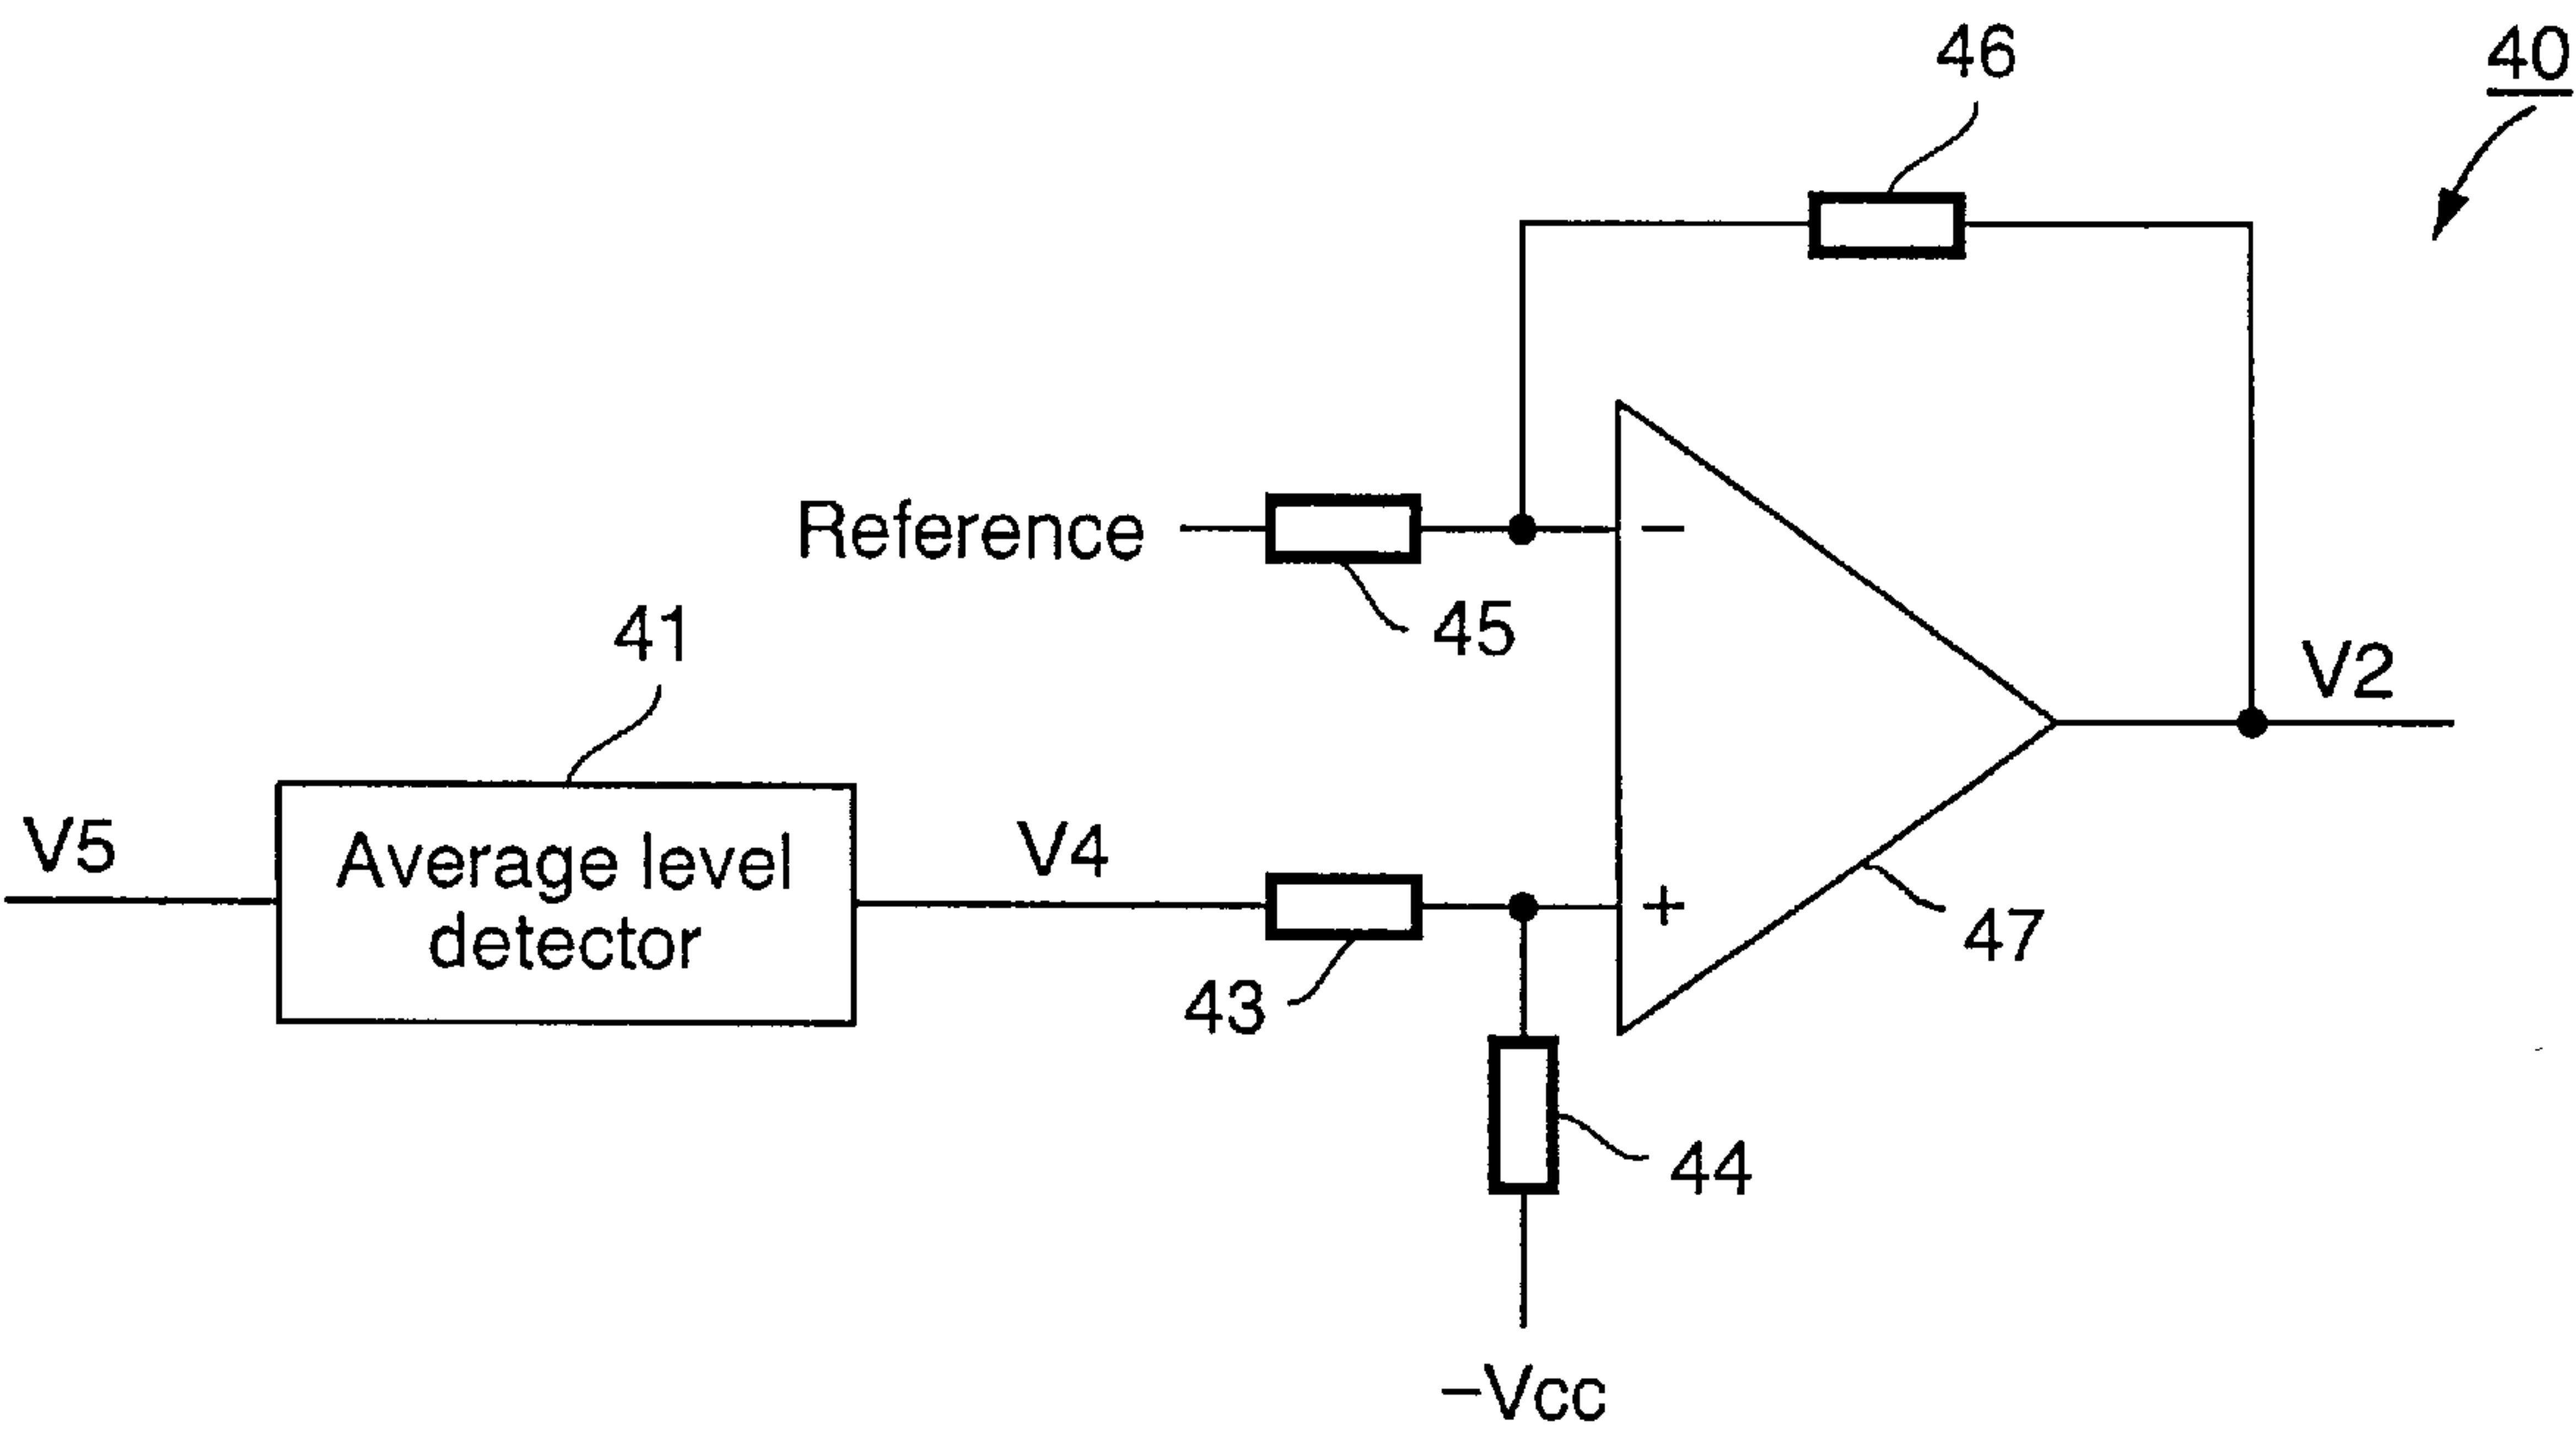 46
40
Reference
−
45
41
V2
V5
Average level
detector
V4
+
47
43
44
−Vcc